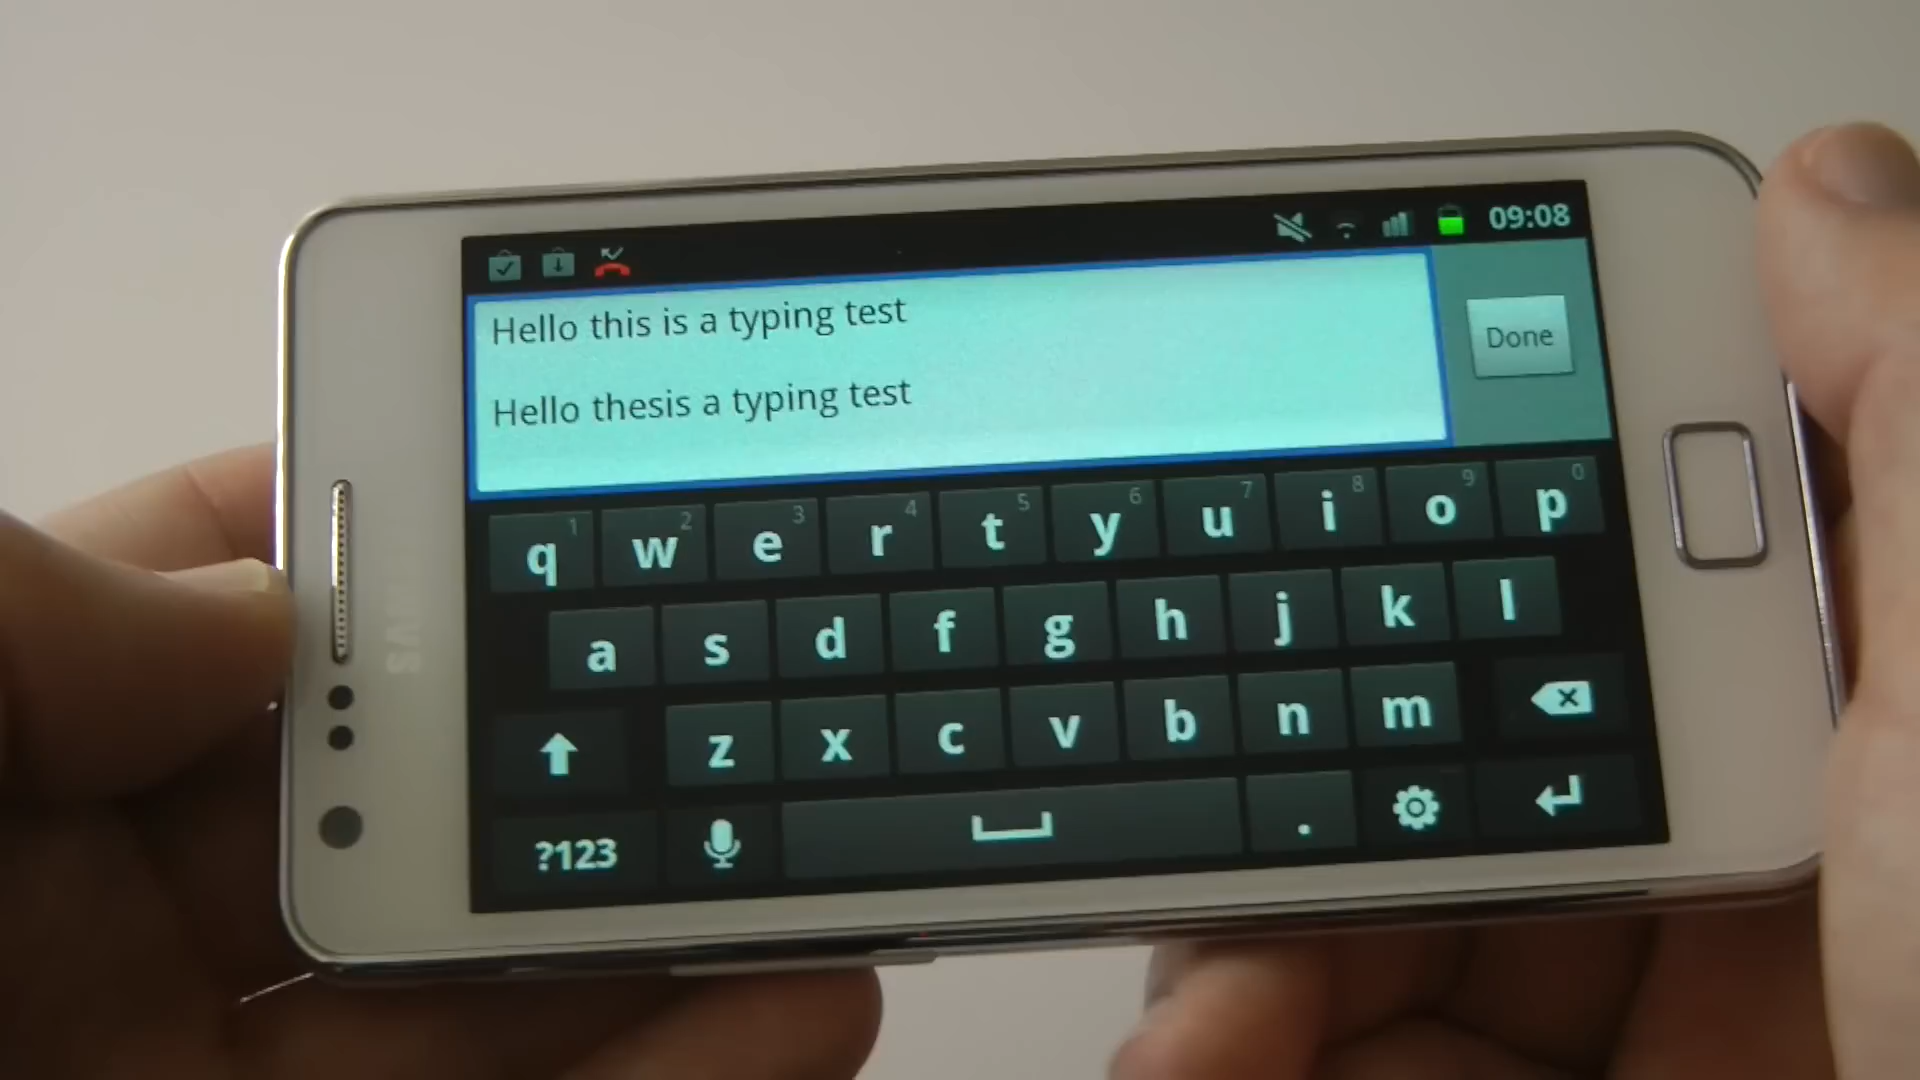 09:08
Hello this is a typing test
Done
Hello thesis a typing test
1 2 3 4 5 6 7 8 9 0
q w e r t y u i o p
a s d f g h j k l
z x c v b n m
?123 .
SAMS